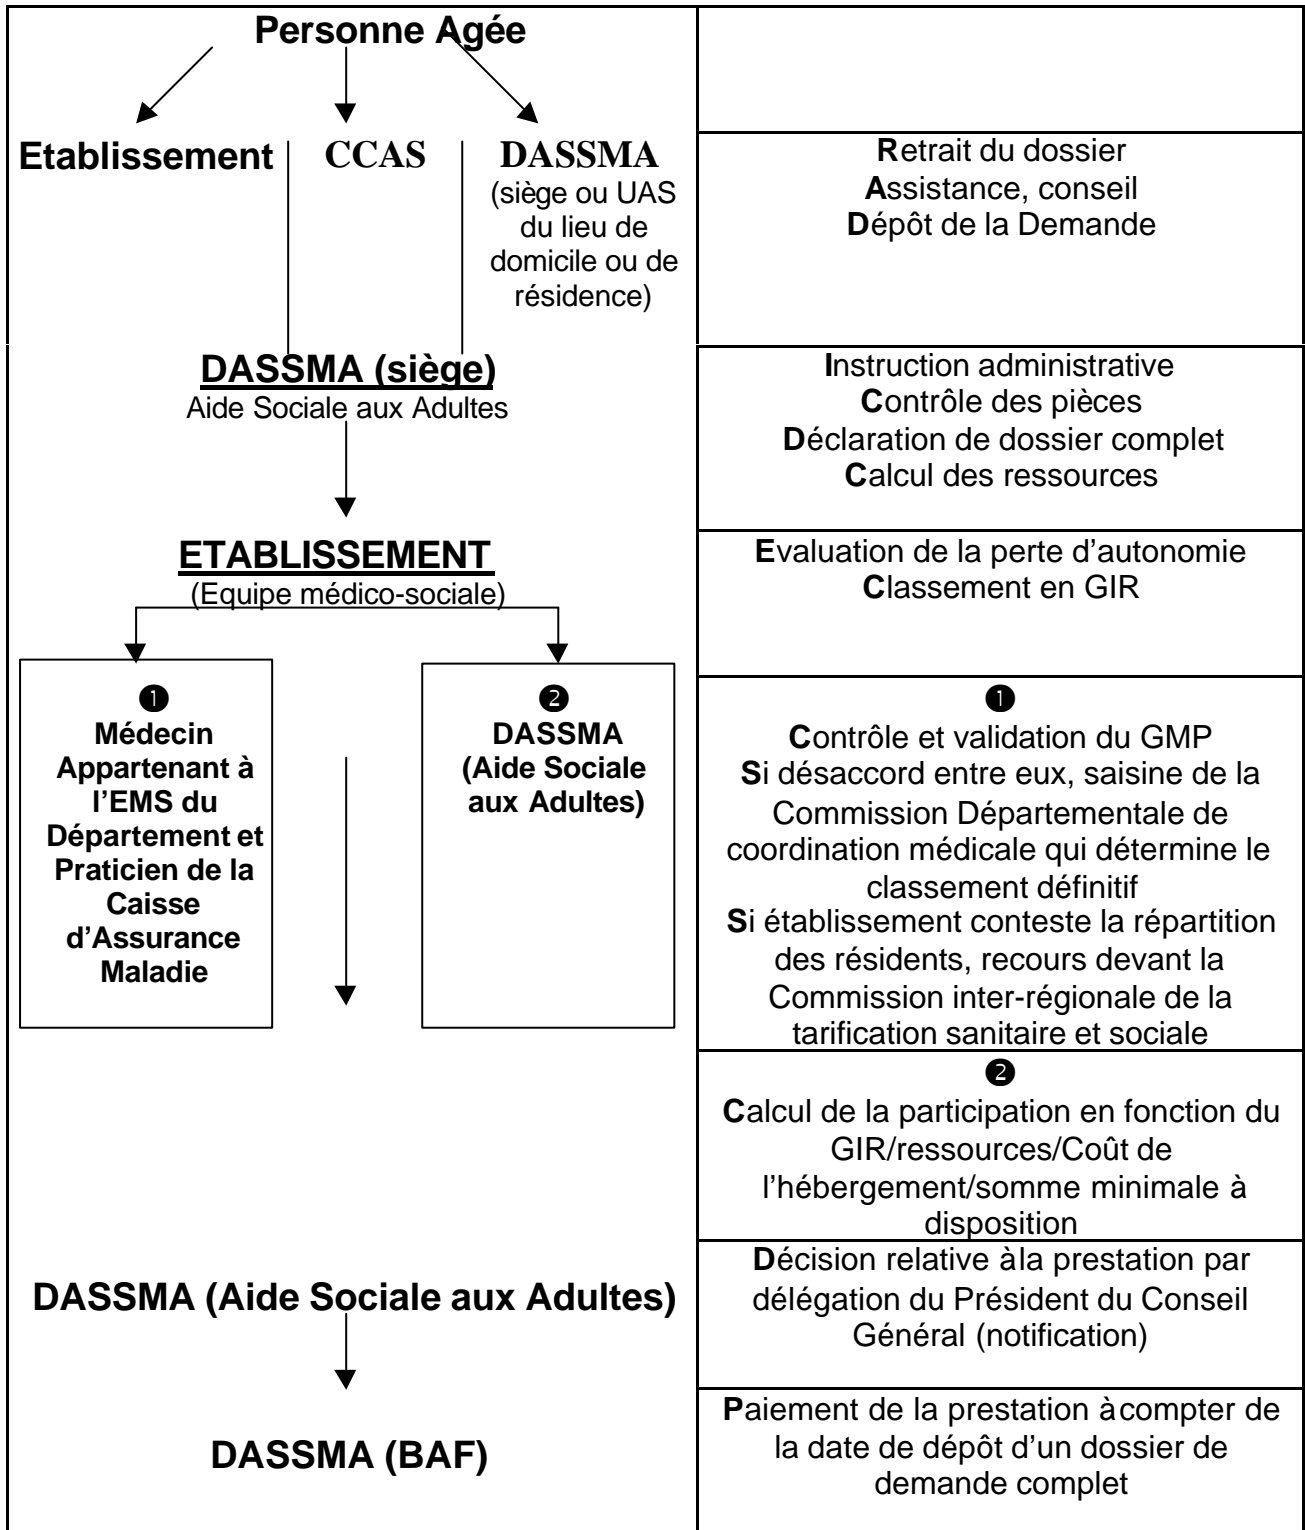 Personne Agée
Etablissement
CCAS
DASSMA
(siège ou UAS
du lieu de
domicile ou de
résidence)
Retrait du dossier
Assistance, conseil
Dépôt de la Demande
DASSMA (siège)
Aide Sociale aux Adultes
Instruction administrative
Contrôle des pièces
Déclaration de dossier complet
Calcul des ressources
ETABLISSEMENT
(Equipe médico-sociale)
Evaluation de la perte d'autonomie
Classement en GIR
❶
Médecin
Appartenant à
l'EMS du
Département et
Praticien de la
Caisse
d'Assurance
Maladie
❷
DASSMA
(Aide Sociale
aux Adultes)
❶
Contrôle et validation du GMP
Si désaccord entre eux, saisine de la
Commission Départementale de
coordination médicale qui détermine le
classement définitif
Si établissement conteste la répartition
des résidents, recours devant la
Commission inter-régionale de la
tarification sanitaire et sociale
❷
Calcul de la participation en fonction du
GIR/ressources/Coût de
l'hébergement/somme minimale à
disposition
DASSMA (Aide Sociale aux Adultes)
Décision relative àla prestation par
délégation du Président du Conseil
Général (notification)
DASSMA (BAF)
Paiement de la prestation àcompter de
la date de dépôt d'un dossier de
demande complet